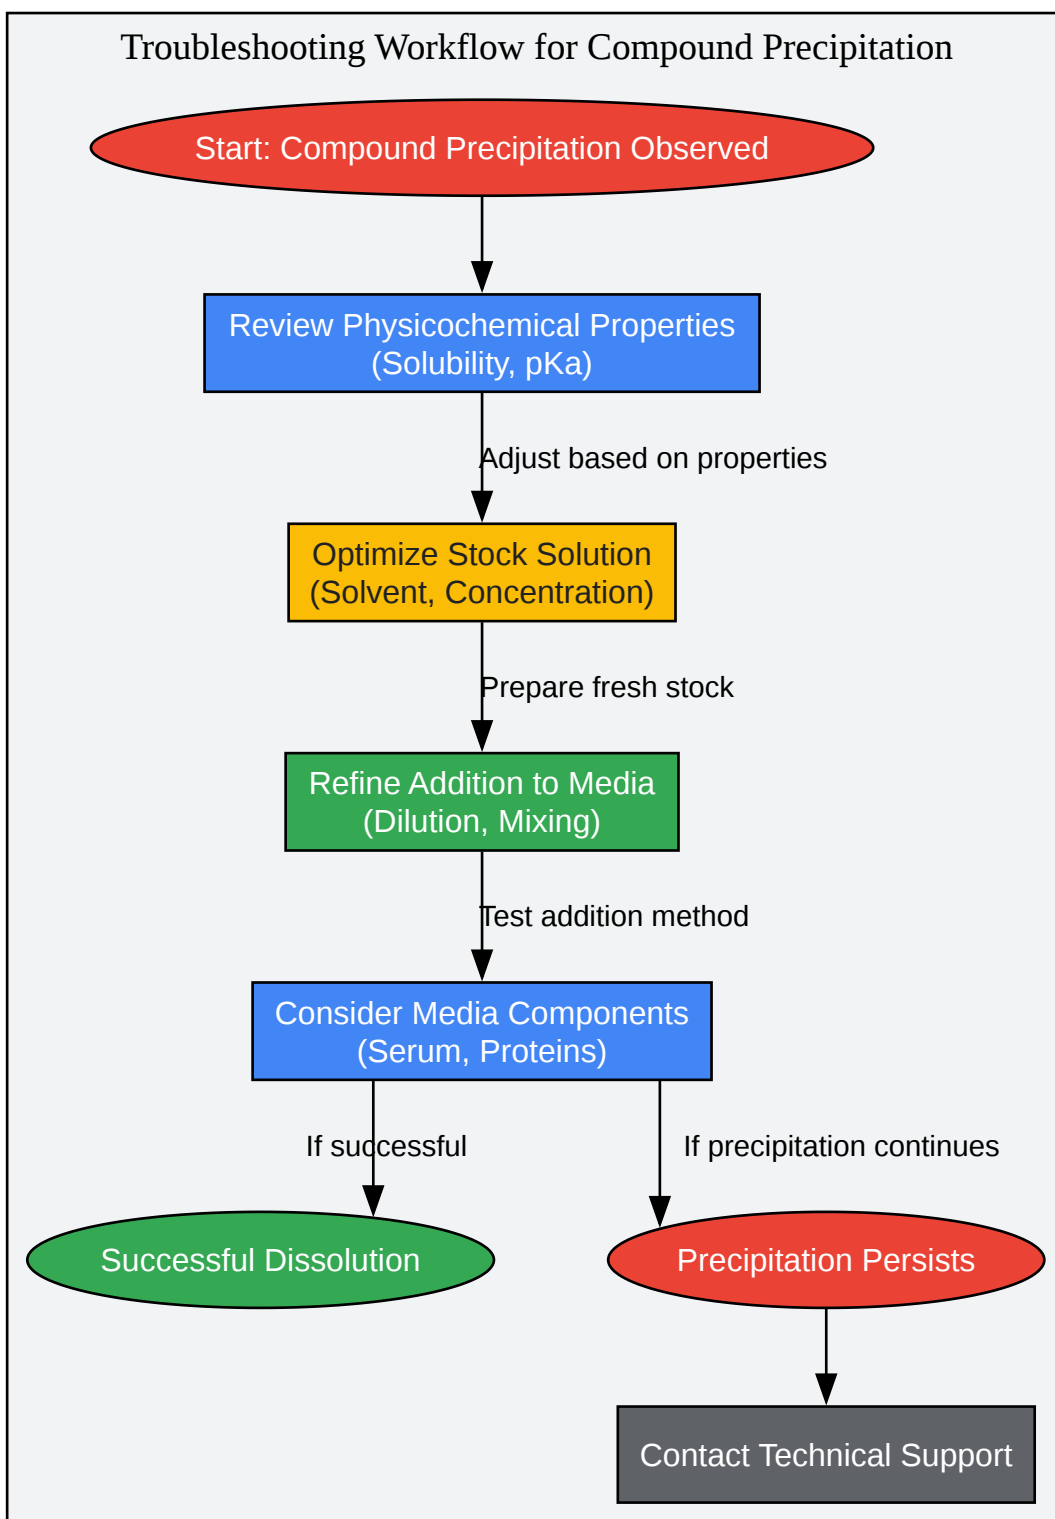 Troubleshooting Workflow for Compound Precipitation
Start: Compound Precipitation Observed
Review Physicochemical Properties
(Solubility, pKa)
Adjust based on properties
Optimize Stock Solution
(Solvent, Concentration)
Prepare fresh stock
Refine Addition to Media
(Dilution, Mixing)
Test addition method
Consider Media Components
(Serum, Proteins)
If successful
If precipitation continues
Successful Dissolution
Precipitation Persists
Contact Technical Support